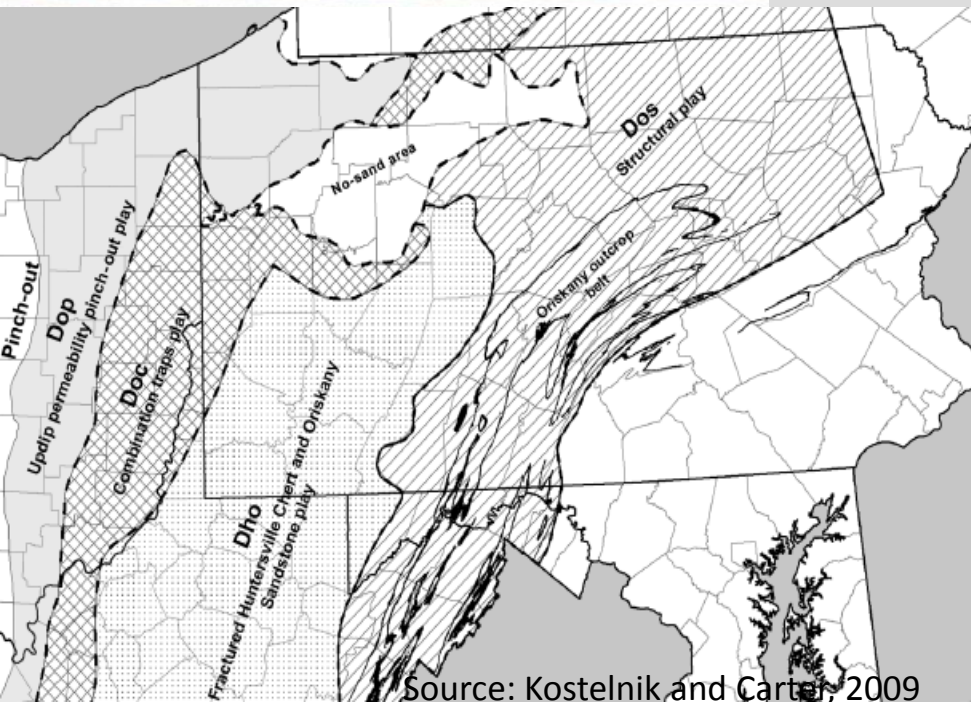 Dos
Structural play
No-sand area
Oriskany outcrop
belt
Pinch-out
Dop
Updip permeability pinch-out play
Doc
Combination traps play
Dho
Fractured Huntersville Chert and Oriskany
Sandstone play
Source: Kostelnik and Carter, 2009